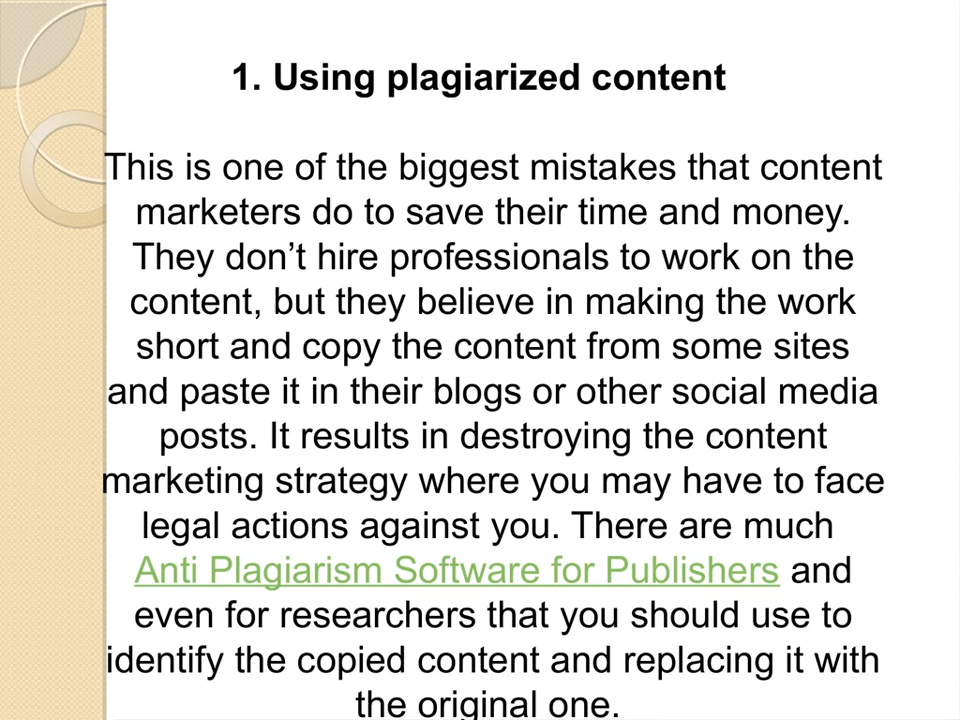 1. Using plagiarized content
This is one of the biggest mistakes that content
marketers do to save their time and money.
They don’t hire professionals to work on the
content, but they believe in making the work
short and copy the content from some sites
and paste it in their blogs or other social media
posts. It results in destroying the content
marketing strategy where you may have to face
legal actions against you. There are much
Anti Plagiarism Software for Publishers and
even for researchers that you should use to
identify the copied content and replacing it with
the original one.